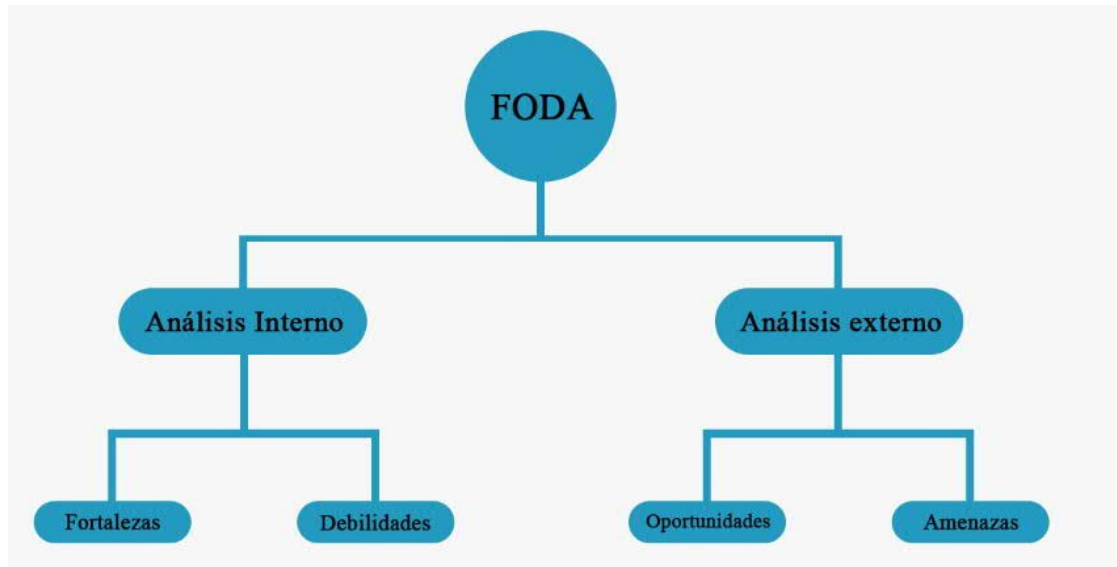 FODA
Análisis Interno
Análisis externo
Fortalezas
Debilidades
Oportunidades
Amenazas